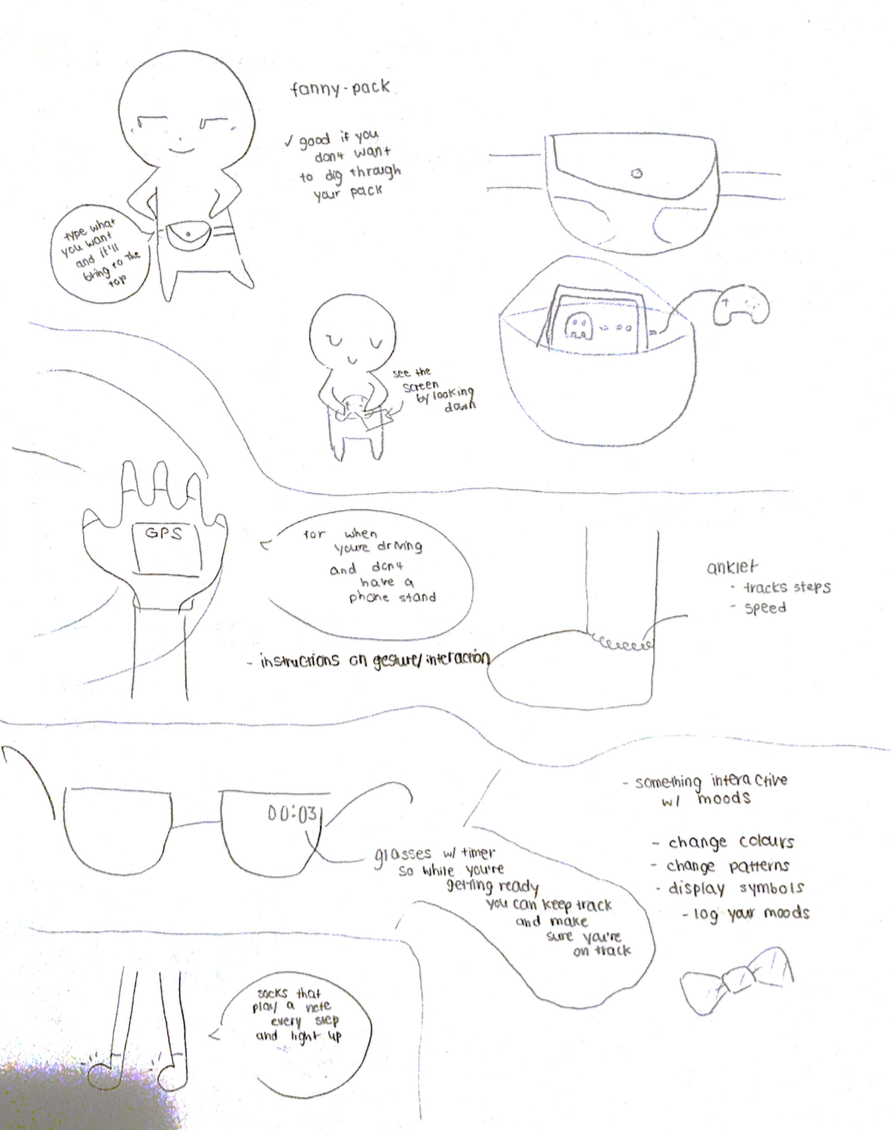 fanny-pack
✓ good if you
don't want
to dig through
your pack
type what
you want
and it'll
bring to the
top
see the
screen
by looking
down
GPS
for when
youre driving
and don't
have a
phone stand
- instructions on gesture/interaction
anklet
- tracks steps
- speed
00:03
glasses w/ timer
so while you're
getting ready
you can keep track
and make
sure you're
on track
- something interactive
w/ moods
- change colours
- change patterns
- display symbols
- log your moods
socks that
play a note
every step
and light up